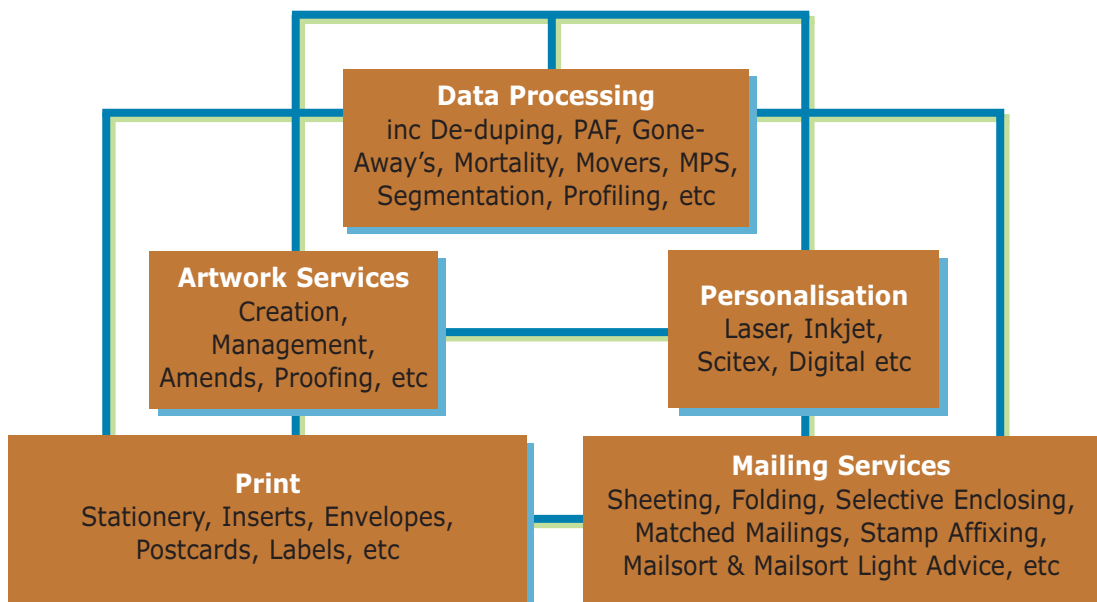 Data Processing
inc De-duping, PAF, Gone-
Away’s, Mortality, Movers, MPS,
Segmentation, Profiling, etc
Artwork Services
Creation,
Management,
Amends, Proofing, etc
Personalisation
Laser, Inkjet,
Scitex, Digital etc
Print
Stationery, Inserts, Envelopes,
Postcards, Labels, etc
Mailing Services
Sheeting, Folding, Selective Enclosing,
Matched Mailings, Stamp Affixing,
Mailsort & Mailsort Light Advice, etc